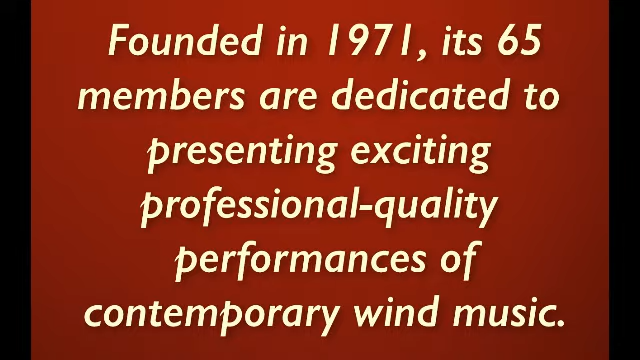 Founded in 1971, its 65
members are dedicated to
presenting exciting
professional-quality
performances of
contemporary wind music.